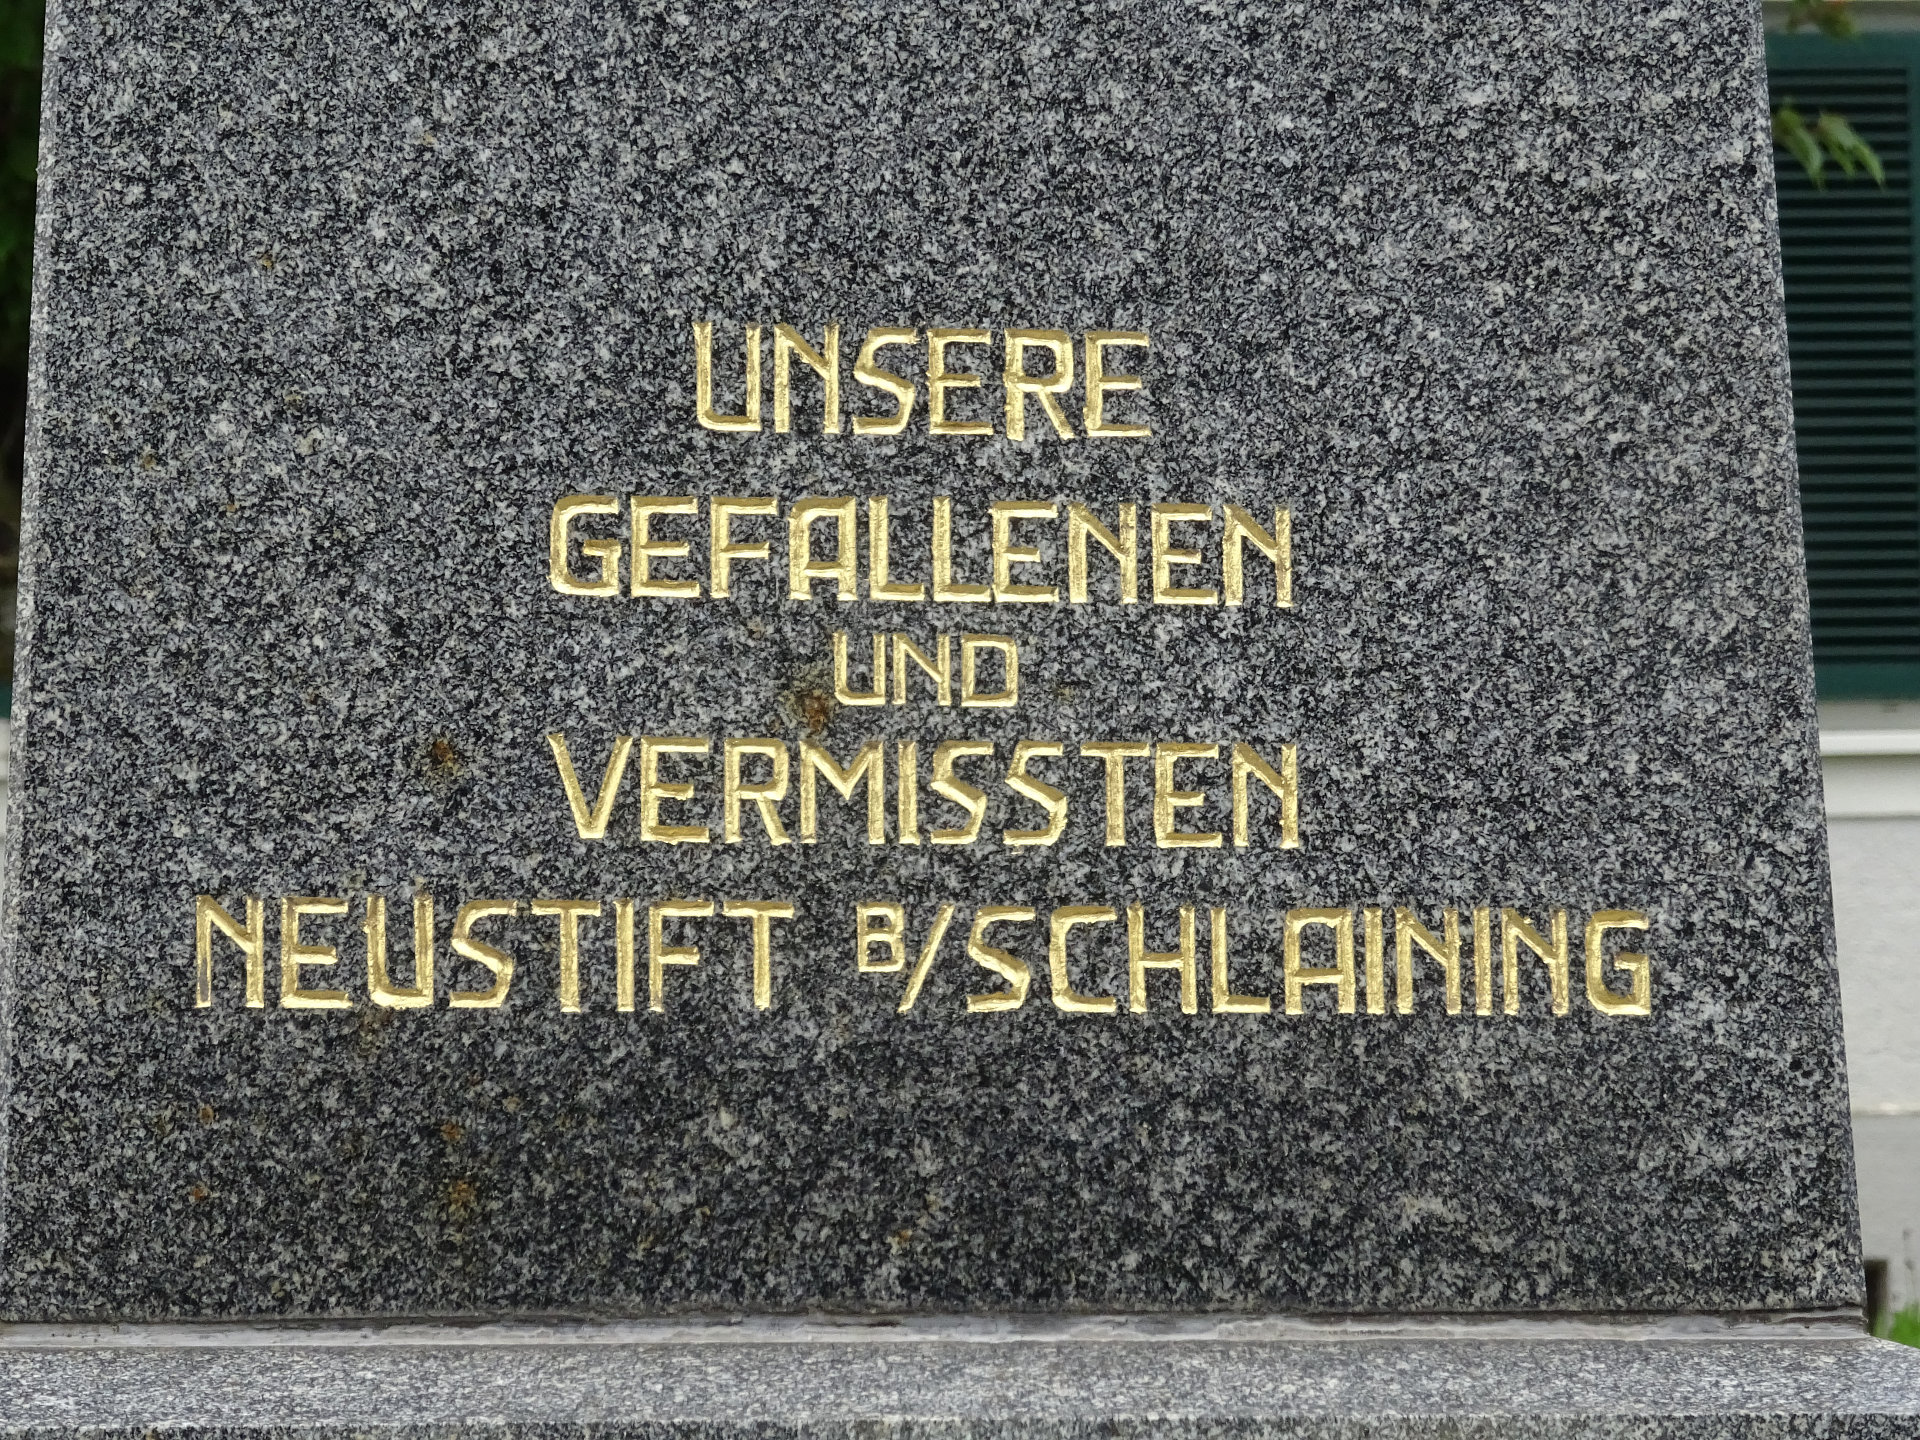 UNSERE
GEFALLENEN
UND
VERMISSTEN
NEUSTIFT B/SCHLAINING